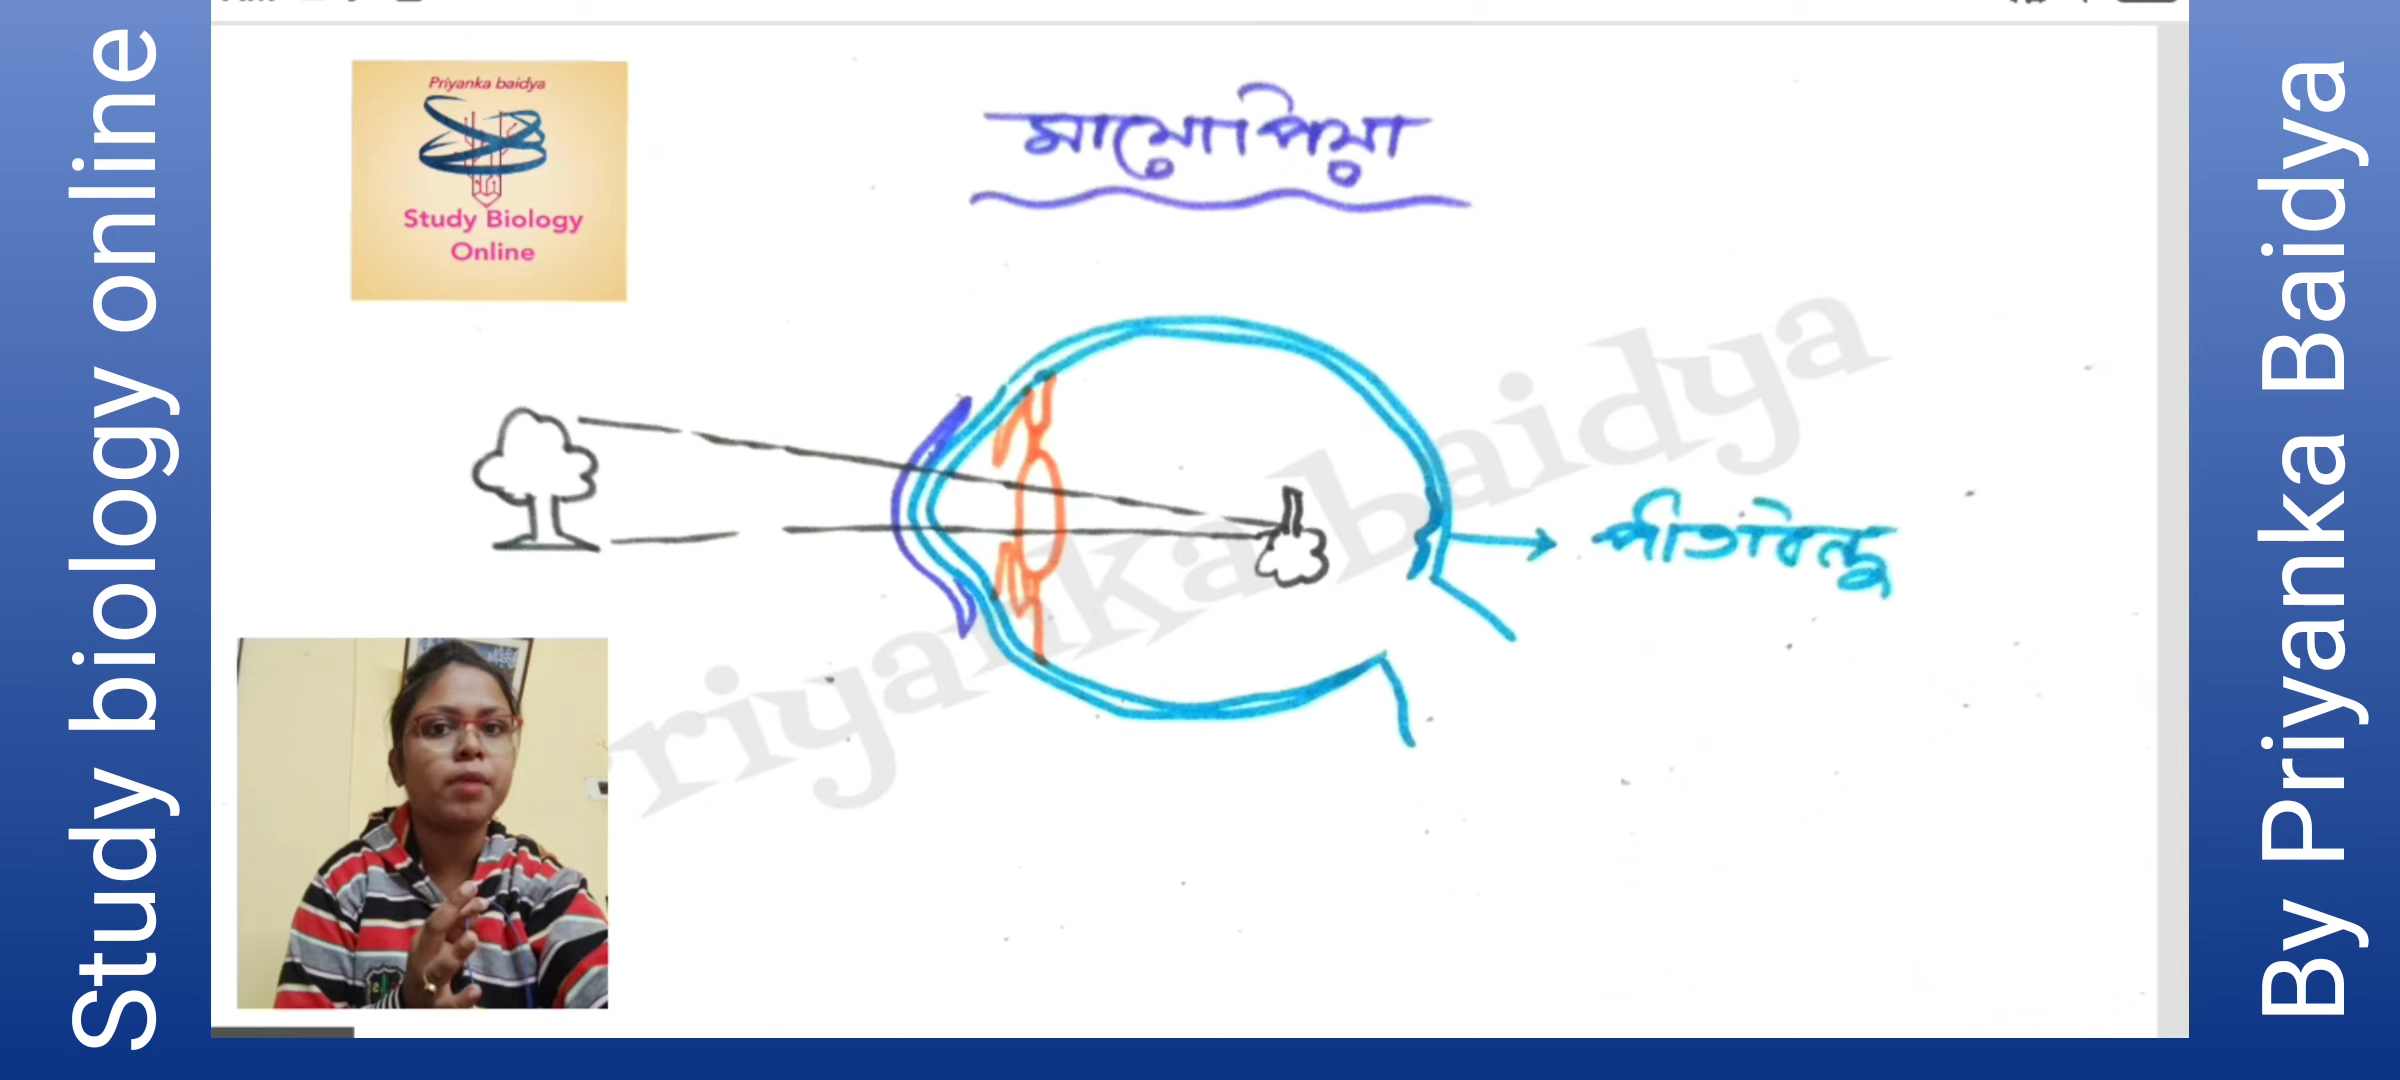 Study biology online
Priyanka baidya
Study Biology
Online
মায়োপিয়া
পীতবিন্দু
Priyanka baidya
By Priyanka Baidya